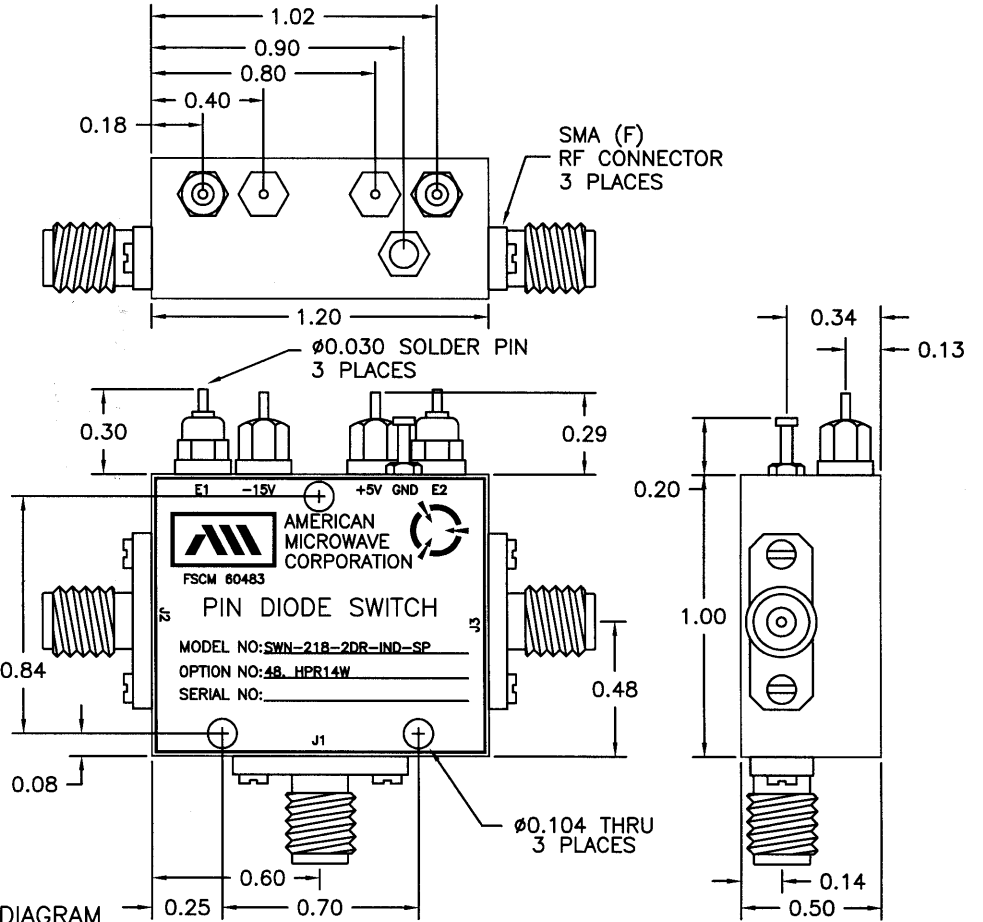 1.02
0.90
0.80
0.40
0.18
SMA (F)
RF CONNECTOR
3 PLACES
1.20
ø0.030 SOLDER PIN
3 PLACES
0.34
0.13
0.30
0.29
0.20
E1 -15V +5V GND E2
AMERICAN
MICROWAVE
CORPORATION
FSCM 60483
PIN DIODE SWITCH
J2
J3
MODEL NO: SWN-218-2DR-IND-SP
OPTION NO: 48, HPR14W
SERIAL NO:
J1
1.00
0.84
0.48
0.08
ø0.104 THRU
3 PLACES
0.60
0.14
0.25
0.70
0.50
DIAGRAM